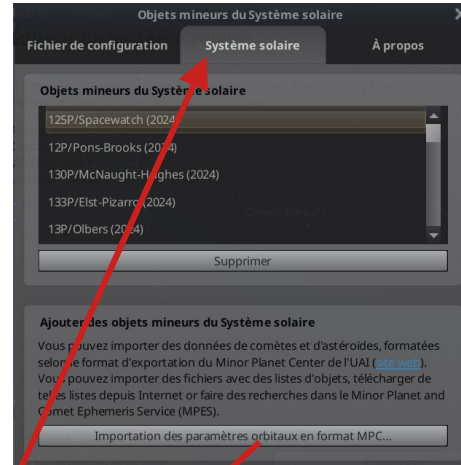 Objets mineurs du Système solaire
Fichier de configuration
Système solaire
À propos
Objets mineurs du Système solaire
125P/Spacewatch (2024)
12P/Pons-Brooks (2024)
130P/McNaught-Hughes (2024)
133P/Elst-Pizarro (2024)
13P/Olbers (2024)
Supprimer
Ajouter des objets mineurs du Système solaire
Vous pouvez importer des données de comètes et d'astéroïdes, formatées
selon le format d'exportation du Minor Planet Center de l'UAI (site web).
Vous pouvez importer des fichiers avec des listes d'objets, télécharger de
telles listes depuis Internet or faire des recherches dans le Minor Planet and
Comet Ephemeris Service (MPES).
Importation des paramètres orbitaux en format MPC...